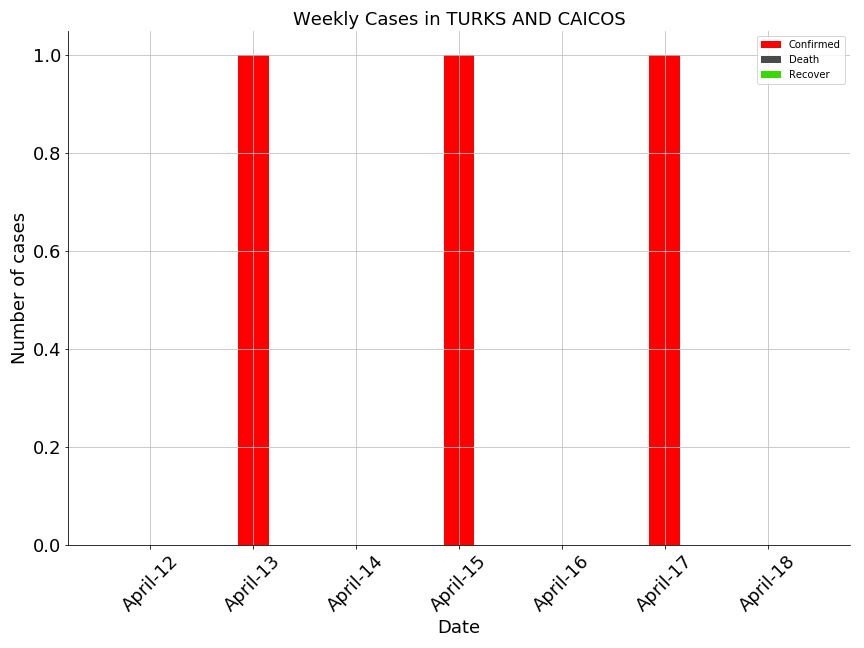 Weekly Cases in TURKS AND CAICOS
Confirmed
Death
Recover
Number of cases
1.0
0.8
0.6
0.4
0.2
0.0
April-12
April-13
April-14
April-15
April-16
April-17
April-18
Date